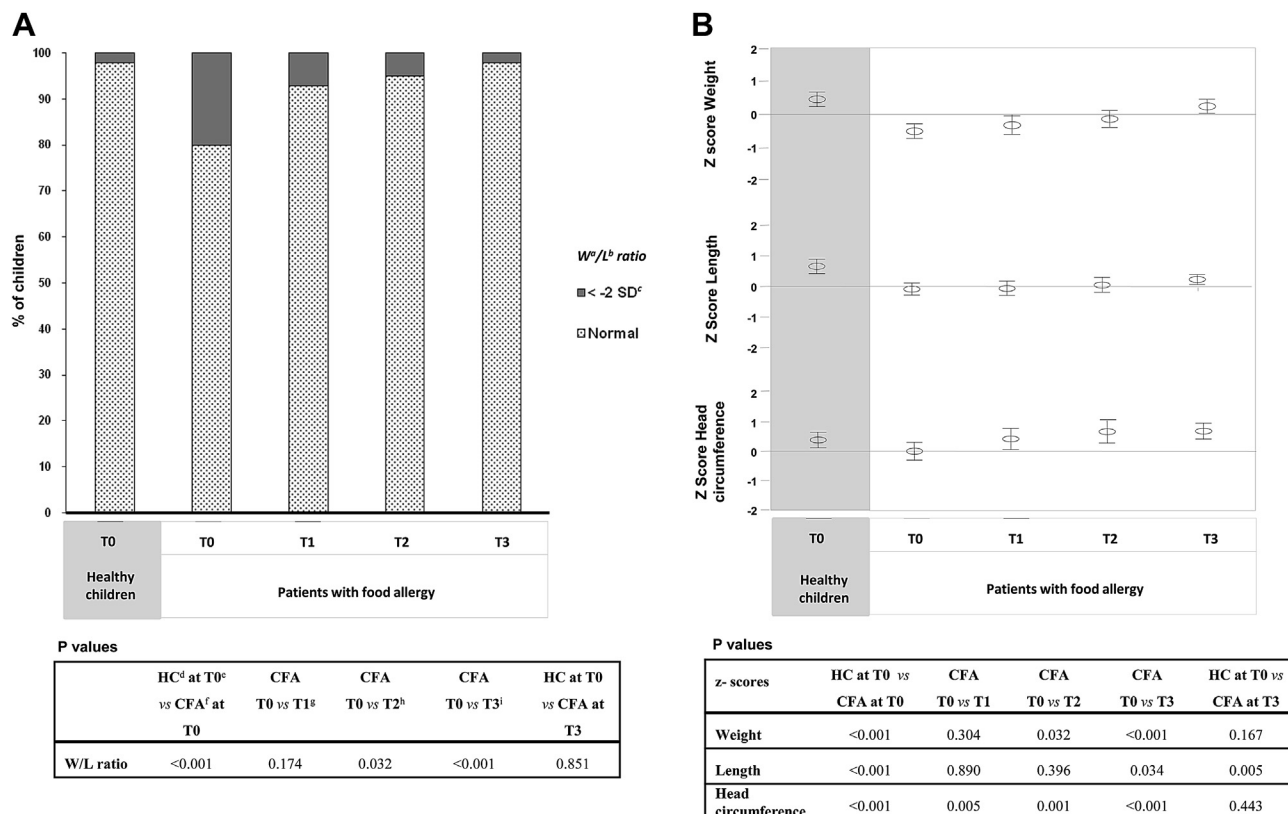 A
100
90
80
70
60
50
40
30
20
10
0
% of children
Wᵃ/Lᵇ ratio
< -2 SDᶜ
Normal
T0 T0 T1 T2 T3
Healthy
children
Patients with food allergy
P values
HCᵈ at T0ᵉ
vs CFAᶠ at
T0
CFA
T0 vs T1ᵍ
CFA
T0 vs T2ʰ
CFA
T0 vs T3ⁱ
HC at T0
vs CFA at
T3
W/L ratio <0.001 0.174 0.032 <0.001 0.851
B
Z score Weight
2
1
0
-1
-2
Z Score Length
2
1
0
-1
-2
Z Score Head
circumference
2
1
0
-1
-2
T0 T0 T1 T2 T3
Healthy
children
Patients with food allergy
P values
z- scores
HC at T0 vs
CFA at T0
CFA
T0 vs T1
CFA
T0 vs T2
CFA
T0 vs T3
HC at T0 vs
CFA at T3
Weight <0.001 0.304 0.032 <0.001 0.167
Length <0.001 0.890 0.396 0.034 0.005
Head
circumference <0.001 0.005 0.001 <0.001 0.443